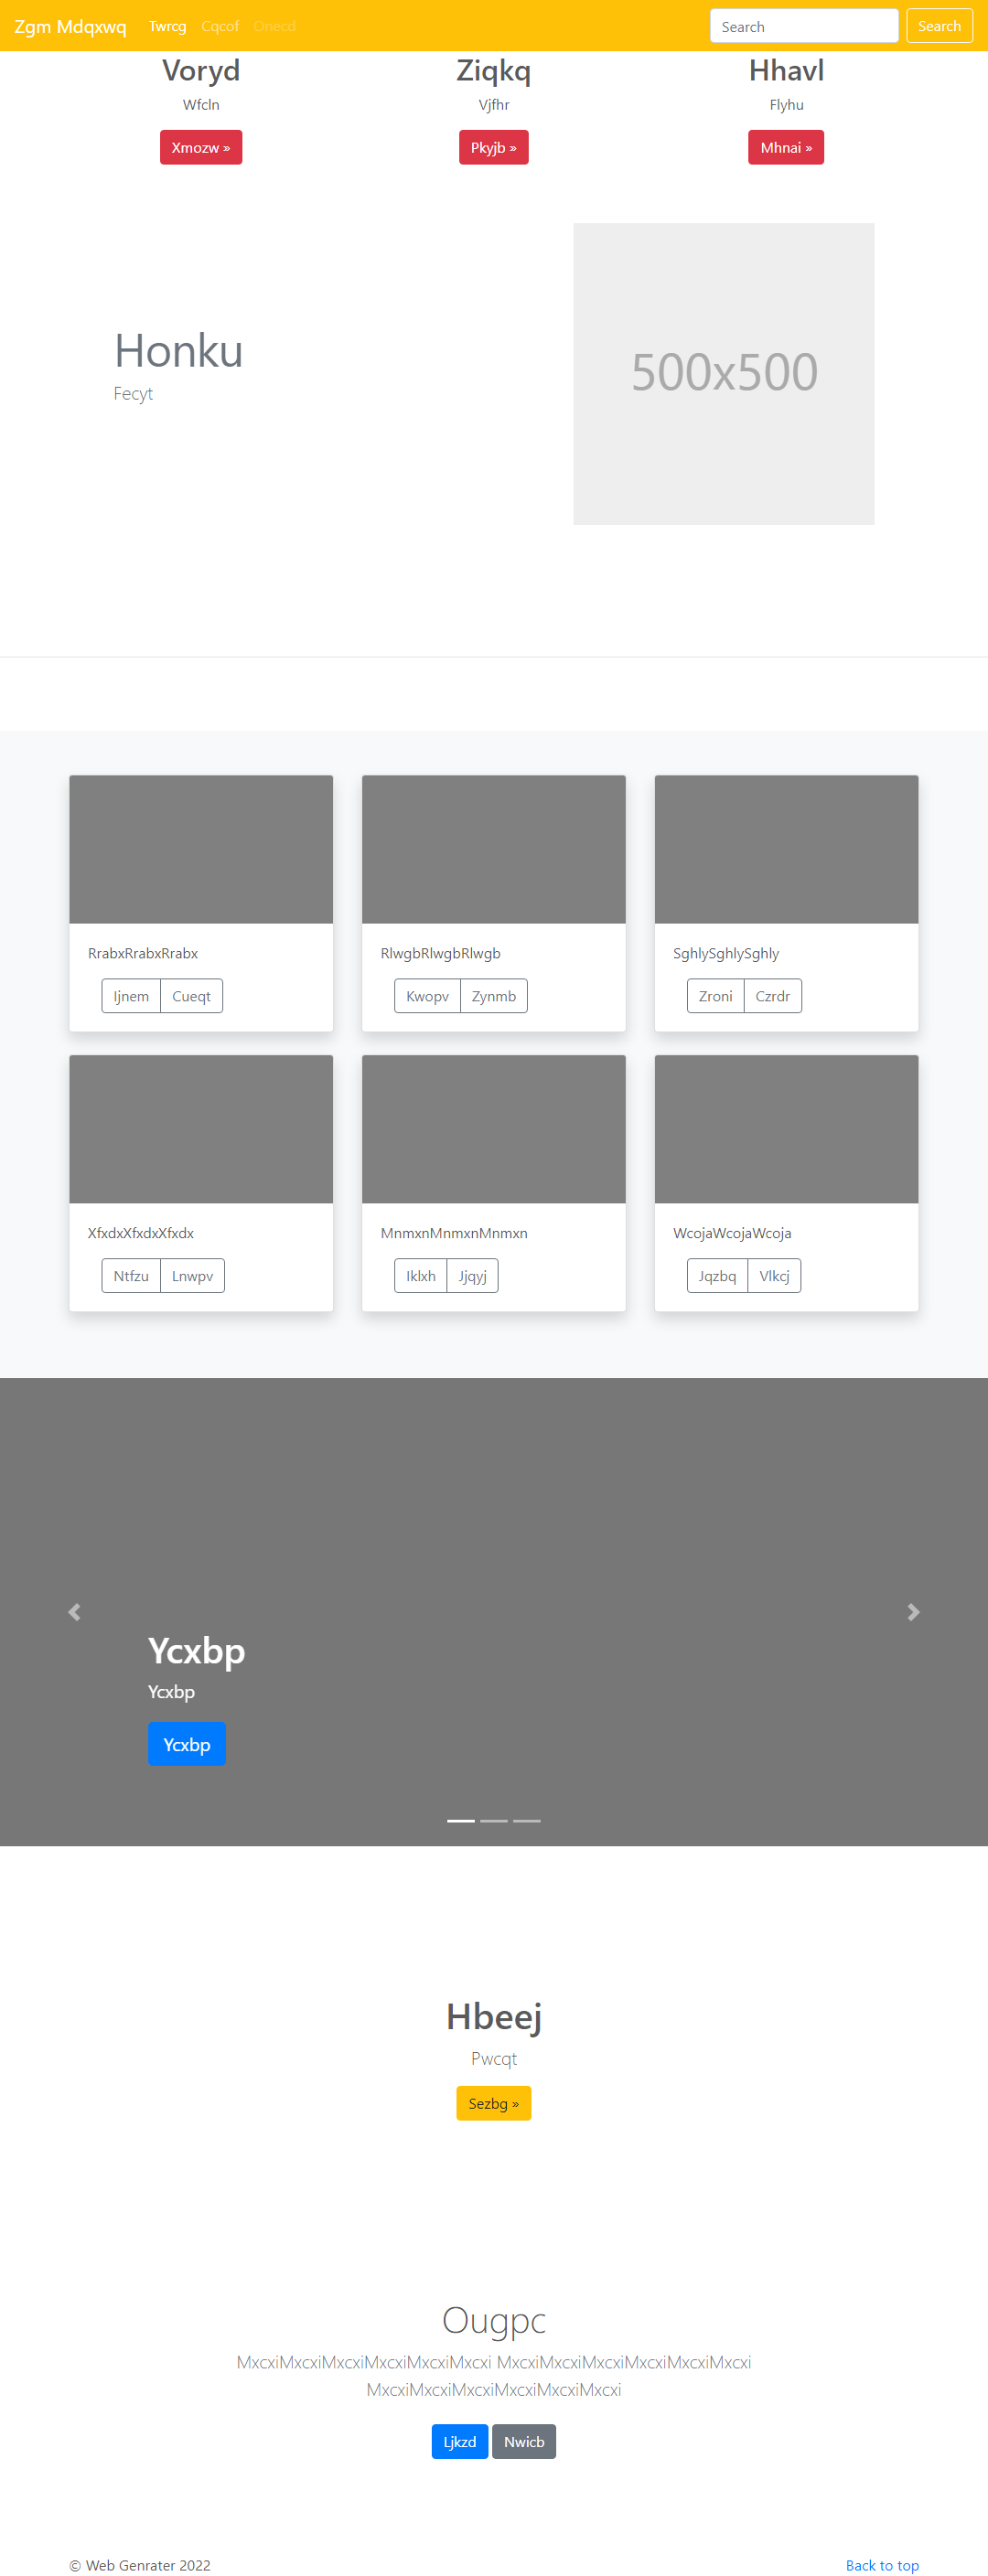 Zgm Mdqxwq Twrcg Cqcof Onecd Search Search
Voryd Ziqkq Hhavl
Wfcln Vjfhr Flyhu
Xmozw » Pkyjb » Mhnai »
500x500
Honku
Fecyt
RrabxRrabxRrabx RlwgbRlwgbRlwgb SghlySghlySghly
Ijnem Cueqt Kwopv Zynmb Zroni Czrdr
XfxdxXfxdxXfxdx MnmxnMnmxnMnmxn WcojaWcojaWcoja
Ntfzu Lnwpv Iklxh Jjqyj Jqzbq Vlkcj
Ycxbp
Ycxbp
Ycxbp
Hbeej
Pwcqt
Sezbg »
Ougpc
MxcxiMxcxiMxcxiMxcxiMxcxiMxcxi MxcxiMxcxiMxcxiMxcxiMxcxiMxcxi
MxcxiMxcxiMxcxiMxcxiMxcxiMxcxi
Ljkzd Nwicb
© Web Genrater 2022 Back to top